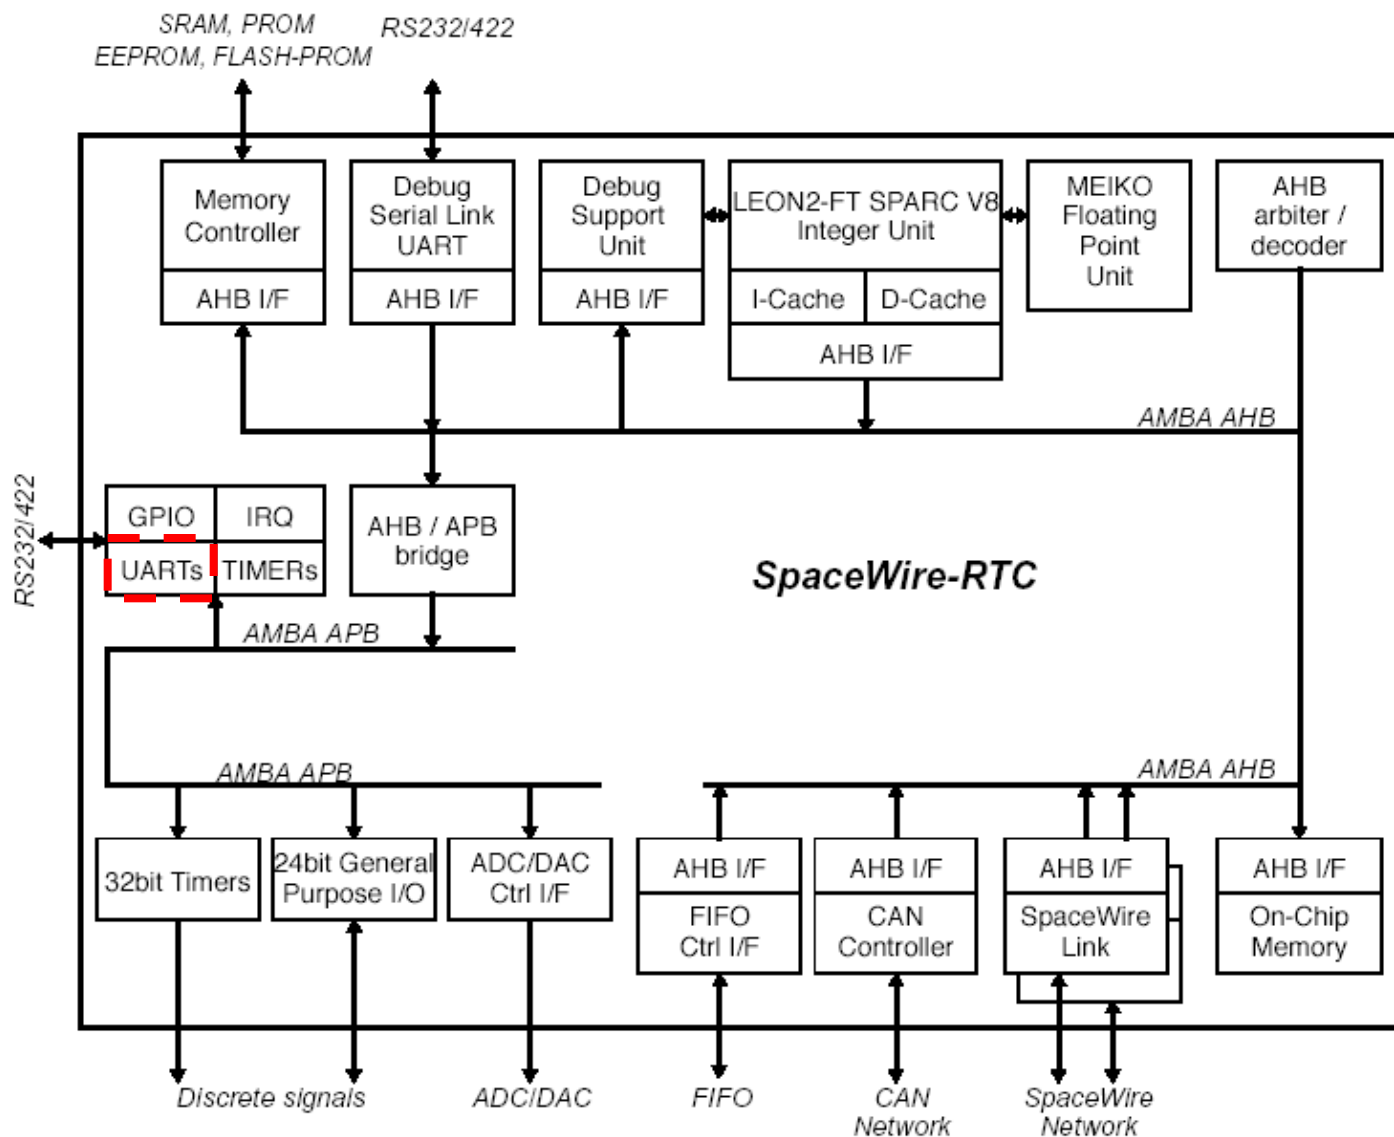 SRAM, PROM
EEPROM, FLASH-PROM
RS232/422
Memory
Controller
AHB I/F
Debug
Serial Link
UART
AHB I/F
Debug
Support
Unit
AHB I/F
LEON2-FT SPARC V8
Integer Unit
I-Cache
D-Cache
AHB I/F
MEIKO
Floating
Point
Unit
AHB
arbiter /
decoder
AMBA AHB
RS232/422
GPIO
IRQ
UARTs
TIMERs
AHB / APB
bridge
SpaceWire-RTC
AMBA APB
AMBA APB
AMBA AHB
32bit Timers
24bit General
Purpose I/O
ADC/DAC
Ctrl I/F
AHB I/F
FIFO
Ctrl I/F
AHB I/F
CAN
Controller
AHB I/F
SpaceWire
Link
AHB I/F
On-Chip
Memory
Discrete signals
ADC/DAC
FIFO
CAN
Network
SpaceWire
Network